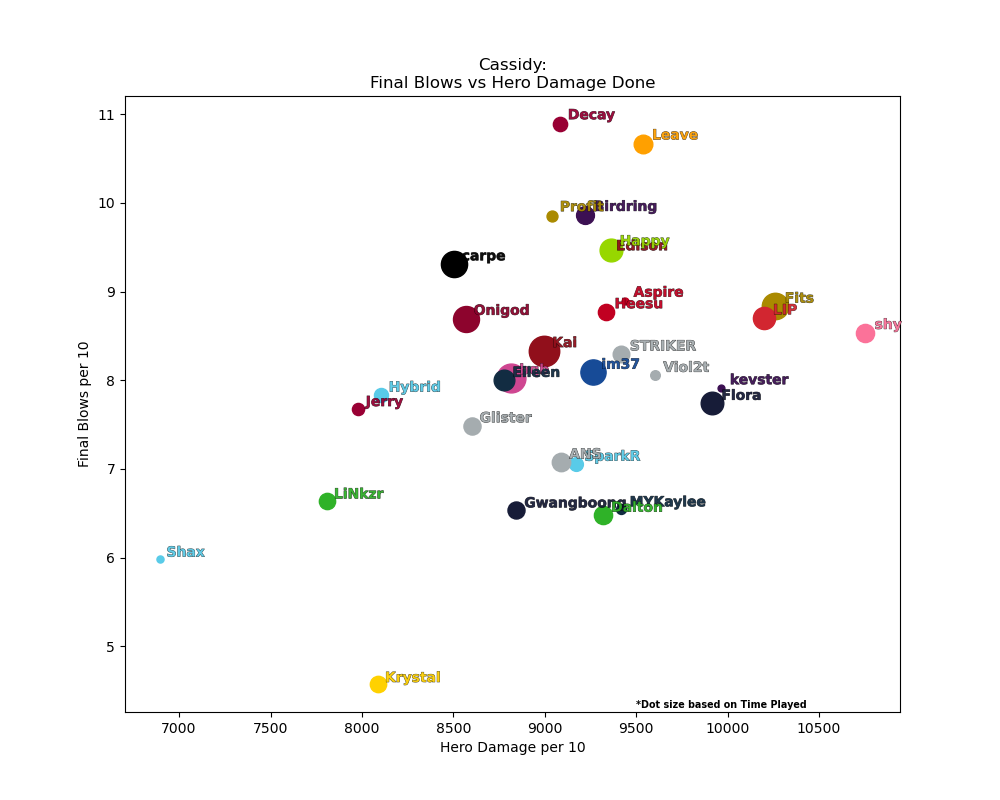 Cassidy:
Final Blows vs Hero Damage Done
Final Blows per 10
11
10
9
8
7
6
5
Decay
Leave
Profit
Birdring
Happy
Edison
carpe
Aspire
Heesu
Fits
LIP
Onigod
shy
Kai
STRIKER
im37
Viol2t
Eileen
kevster
Hybrid
Flora
Jerry
Glister
ANS
SparkR
LiNkzr
Gwangboong
MYKaylee
Dalton
Shax
Krystal
*Dot size based on Time Played
7000 7500 8000 8500 9000 9500 10000 10500
Hero Damage per 10